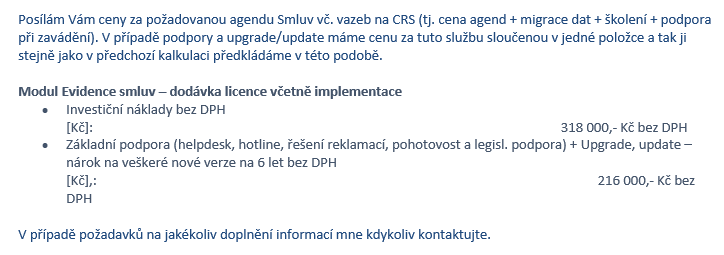 Posílám Vám ceny za požadovanou agendu Smluv vč. vazeb na CRS (tj. cena agend + migrace dat + školení + podpora
při zavádění). V případě podpory a upgrade/update máme cenu za tuto službu sloučenou v jedné položce a tak ji
stejně jako v předchozí kalkulaci předkládáme v této podobě.
Modul Evidence smluv – dodávka licence včetně implementace
• Investiční náklady bez DPH
[Kč]: 318 000,- Kč bez DPH
• Základní podpora (helpdesk, hotline, řešení reklamací, pohotovost a legisl. podpora) + Upgrade, update –
nárok na veškeré nové verze na 6 let bez DPH
[Kč],: 216 000,- Kč bez
DPH
V případě požadavků na jakékoliv doplnění informací mne kdykoliv kontaktujte.